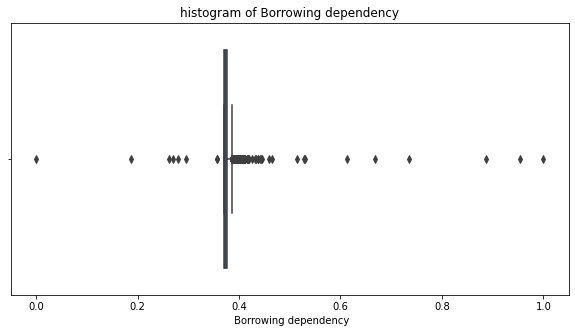 histogram of Borrowing dependency
0.0 0.2 0.4 0.6 0.8 1.0
Borrowing dependency